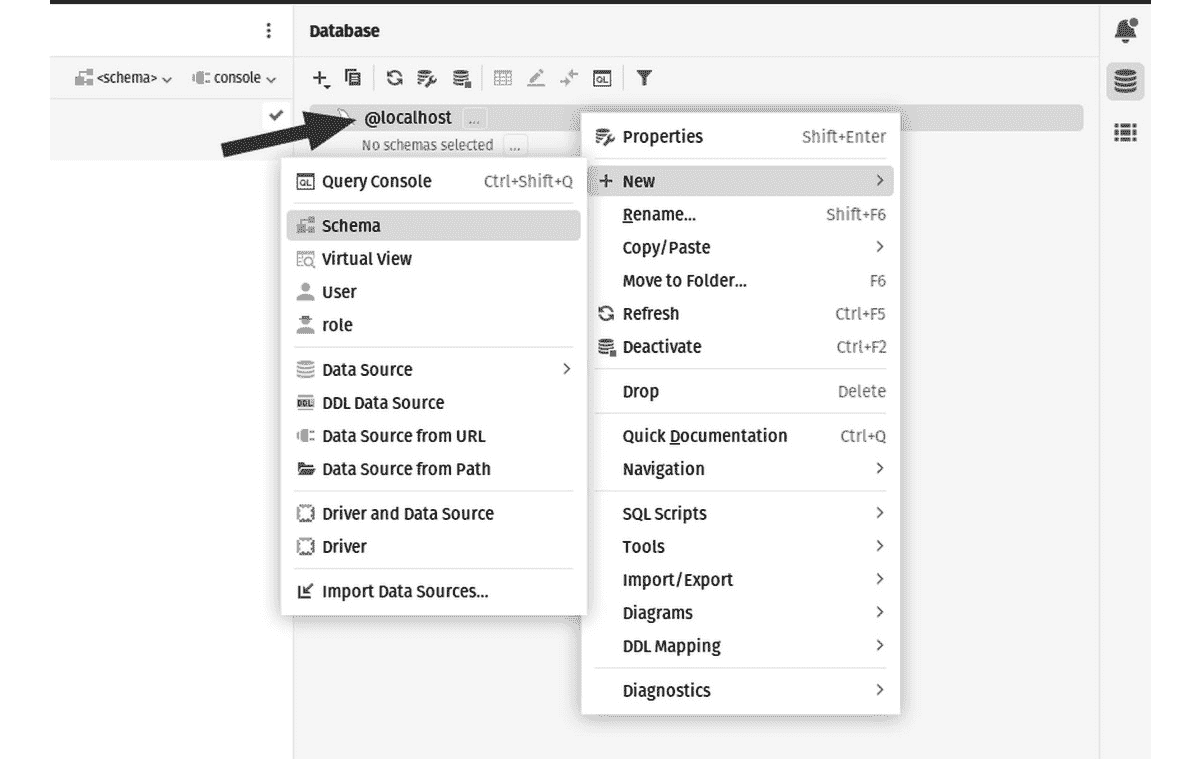 Database
<schema> console
@localhost ...
No schemas selected ...
Query Console Ctrl+Shift+Q
Schema
Virtual View
User
role
Data Source
DDL Data Source
Data Source from URL
Data Source from Path
Driver and Data Source
Driver
Import Data Sources...
Properties Shift+Enter
New
Rename... Shift+F6
Copy/Paste
Move to Folder... F6
Refresh Ctrl+F5
Deactivate Ctrl+F2
Drop Delete
Quick Documentation Ctrl+Q
Navigation
SQL Scripts
Tools
Import/Export
Diagrams
DDL Mapping
Diagnostics